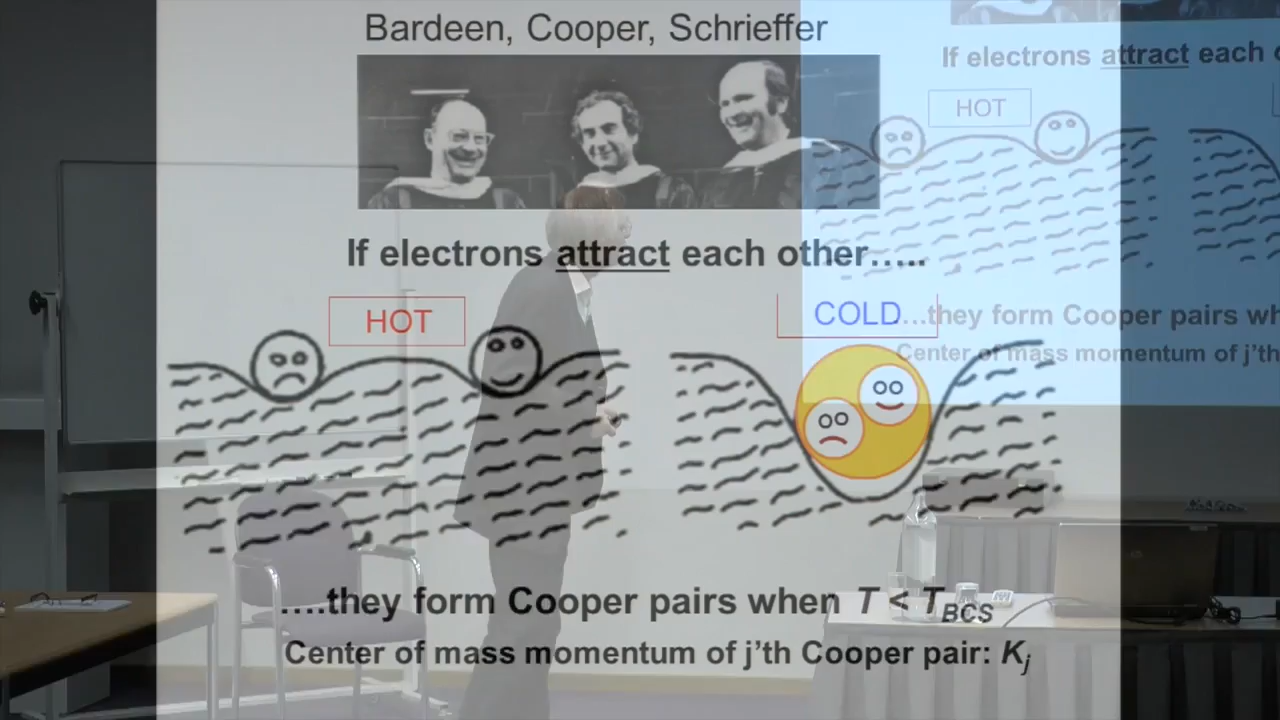 Bardeen, Cooper, Schrieffer
If electrons attract each other…..
HOT
COLD
….they form Cooper pairs when T < T_BCS
Center of mass momentum of j'th Cooper pair: K_j
If electrons attract each
HOT
...they form Cooper pairs
Center of mass momentum of j'th